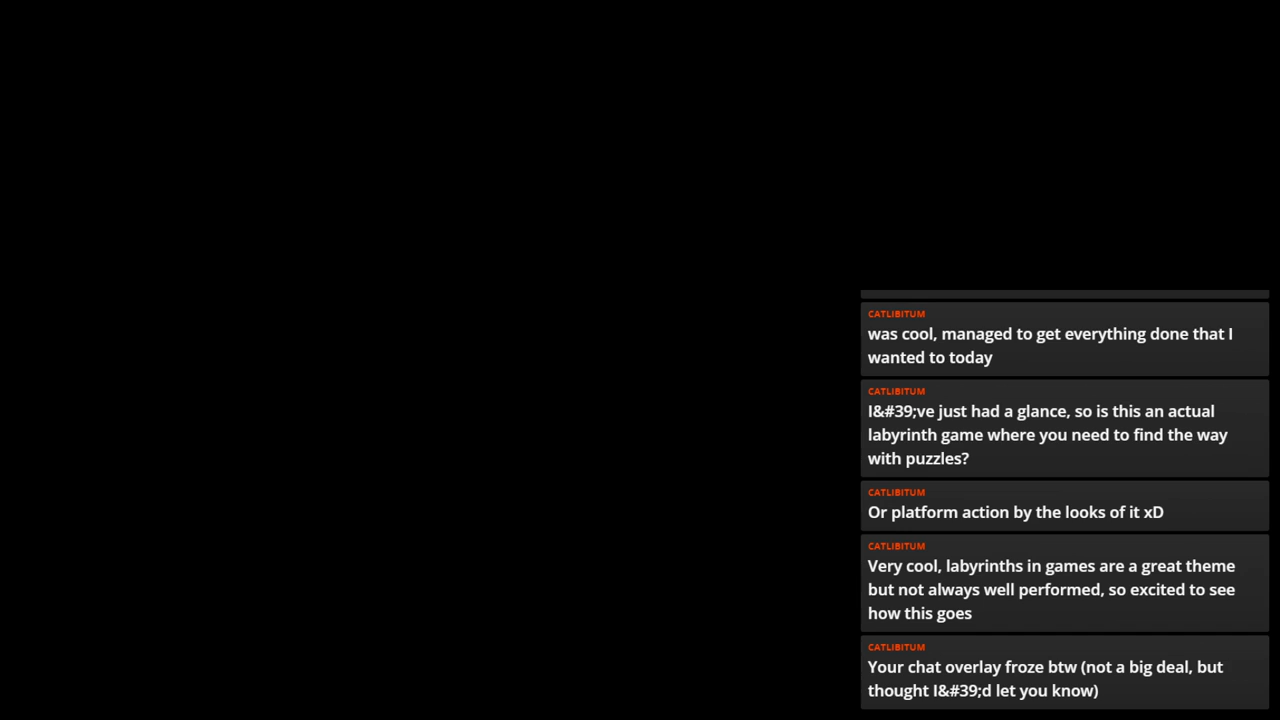 CATLIBITUM
was cool, managed to get everything done that I
wanted to today
CATLIBITUM
I&#39;ve just had a glance, so is this an actual
labyrinth game where you need to find the way
with puzzles?
CATLIBITUM
Or platform action by the looks of it xD
CATLIBITUM
Very cool, labyrinths in games are a great theme
but not always well performed, so excited to see
how this goes
CATLIBITUM
Your chat overlay froze btw (not a big deal, but
thought I&#39;d let you know)